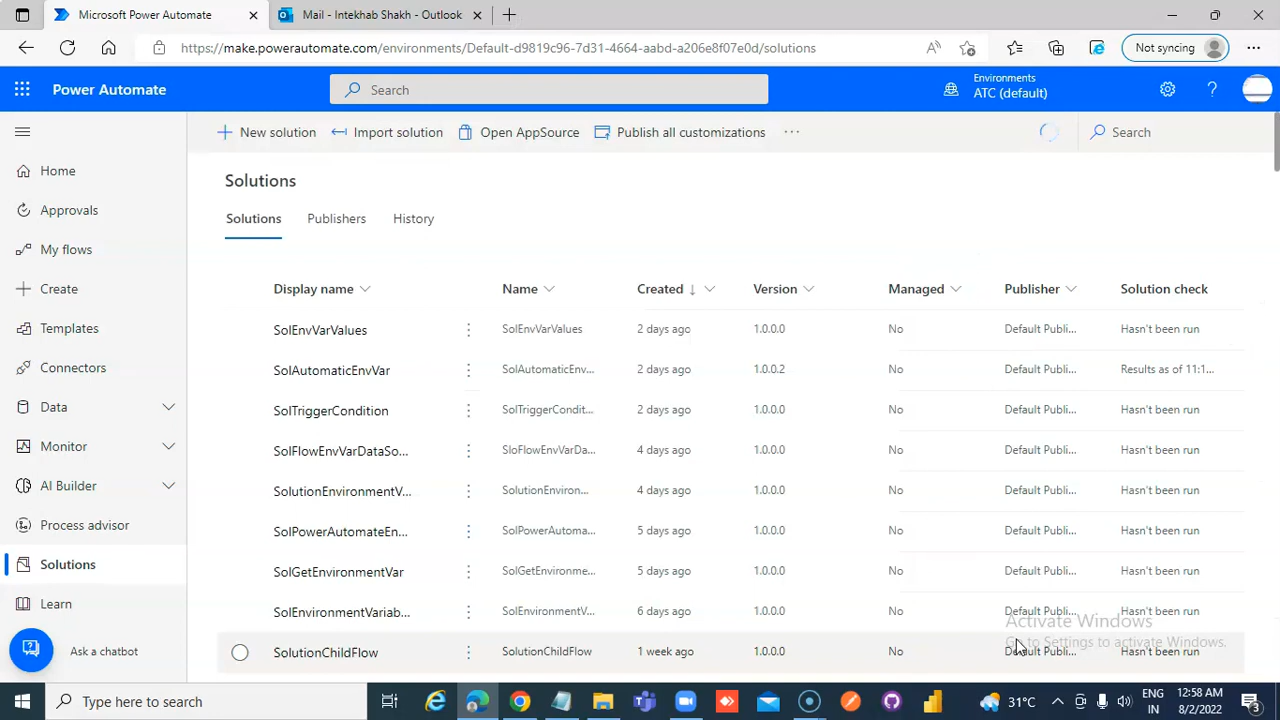 Microsoft Power Automate
Mail - Intekhab Shakh - Outlook
https://make.powerautomate.com/environments/Default-d9819c96-7d31-4664-aabd-a206e8f07e0d/solutions
Not syncing
Power Automate
Search
Environments
ATC (default)
New solution
Import solution
Open AppSource
Publish all customizations
Search
Home
Approvals
My flows
Create
Templates
Connectors
Data
Monitor
AI Builder
Process advisor
Solutions
Learn
Ask a chatbot
Solutions
Solutions Publishers History
Display name Name Created Version Managed Publisher Solution check
SolEnvVarValues SolEnvVarValues 2 days ago 1.0.0.0 No Default Publi... Hasn't been run
SolAutomaticEnvVar SolAutomaticEnv... 2 days ago 1.0.0.2 No Default Publi... Results as of 11:1...
SolTriggerCondition SolTriggerCondit... 2 days ago 1.0.0.0 No Default Publi... Hasn't been run
SolFlowEnvVarDataSo... SloFlowEnvVarDa... 4 days ago 1.0.0.0 No Default Publi... Hasn't been run
SolutionEnvironmentV... SolutionEnviron... 4 days ago 1.0.0.0 No Default Publi... Hasn't been run
SolPowerAutomateEn... SolPowerAutoma... 5 days ago 1.0.0.0 No Default Publi... Hasn't been run
SolGetEnvironmentVar SolGetEnvironme... 5 days ago 1.0.0.0 No Default Publi... Hasn't been run
SolEnvironmentVariab... SolEnvironmentV... 6 days ago 1.0.0.0 No Default Publi... Hasn't been run
SolutionChildFlow SolutionChildFlow 1 week ago 1.0.0.0 No Default Publi... Hasn't been run
Activate Windows
Go to Settings to activate Windows.
Type here to search
31°C
ENG
IN
12:58 AM
8/2/2022
3